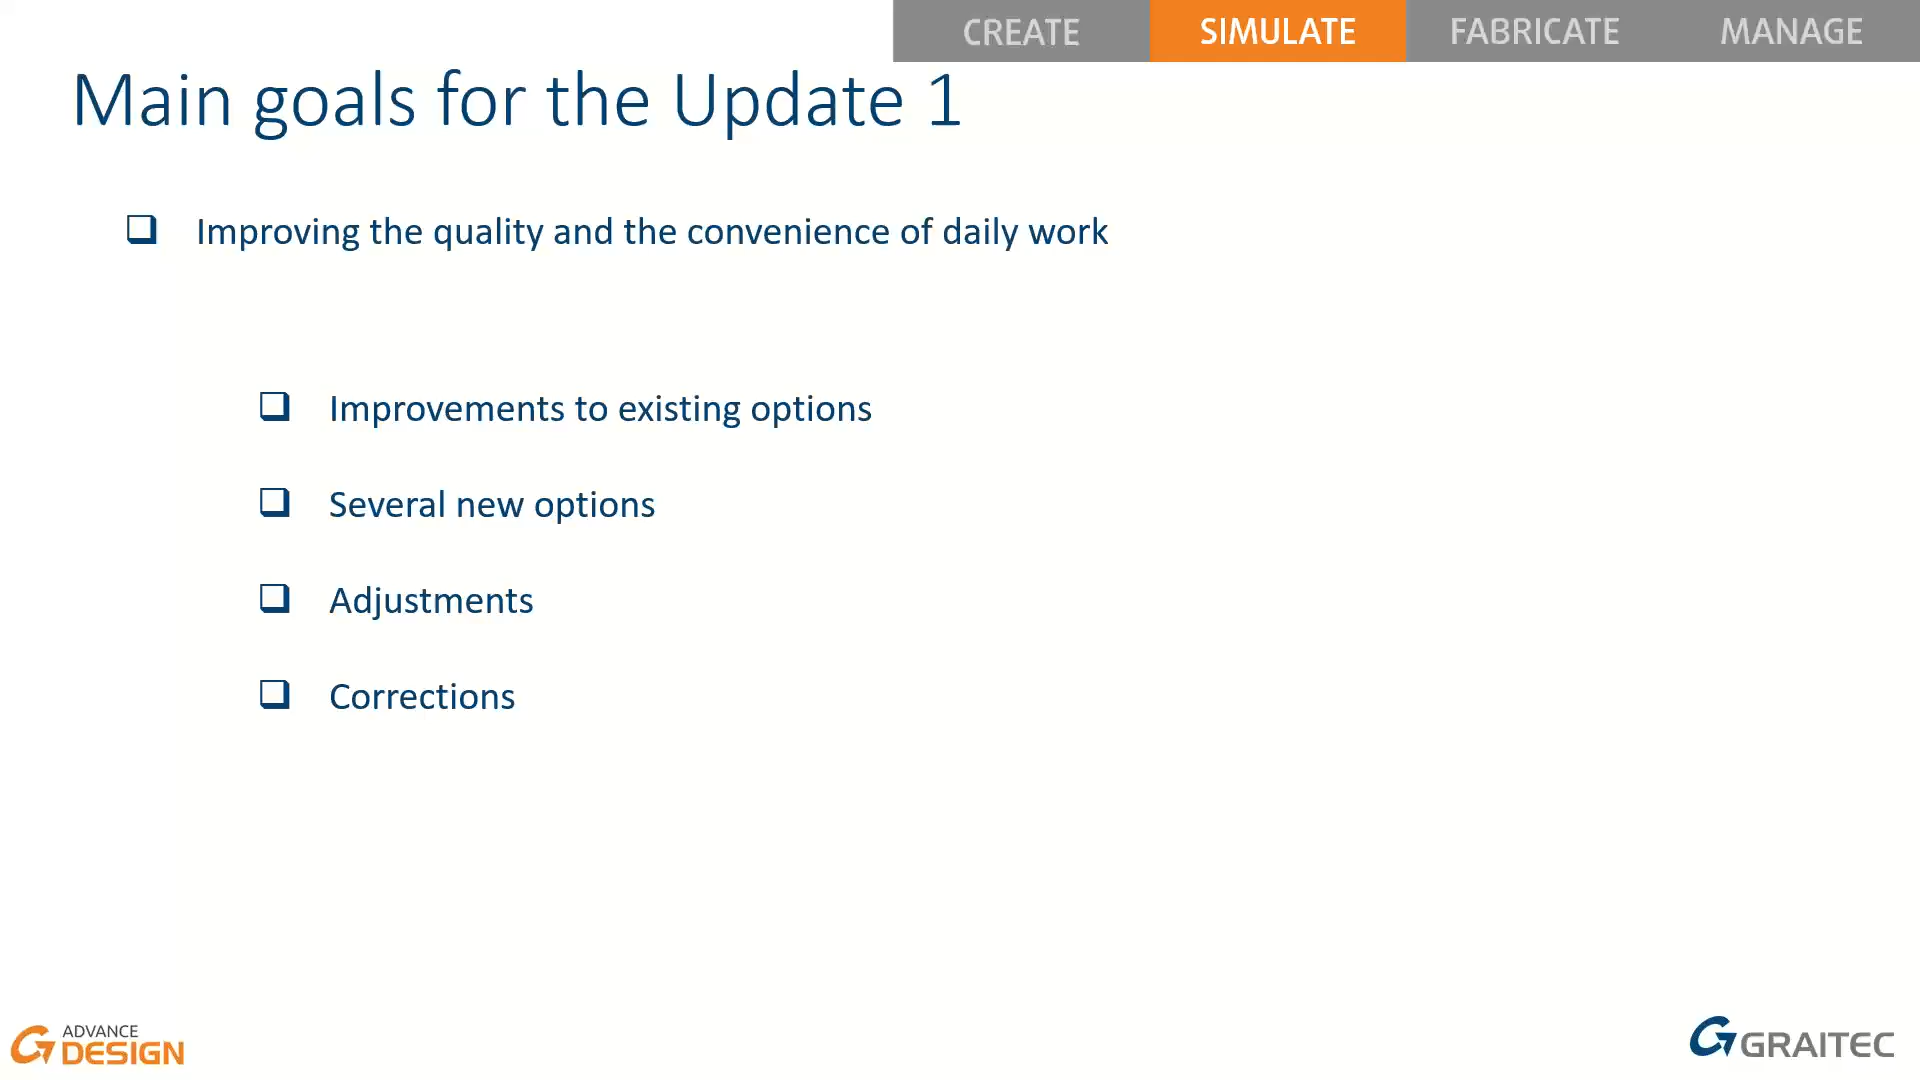 CREATE SIMULATE FABRICATE MANAGE
Main goals for the Update 1
Improving the quality and the convenience of daily work
Improvements to existing options
Several new options
Adjustments
Corrections
ADVANCE
DESIGN
GRAITEC